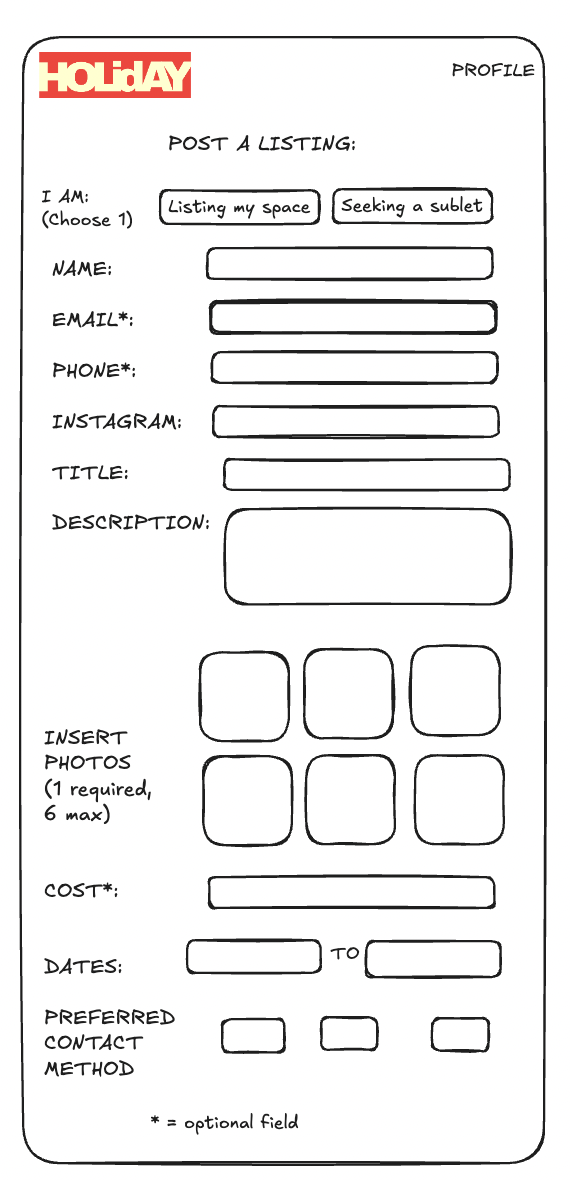 HOLiDAY
PROFILE
POST A LISTING:
I AM:
(Choose 1)
Listing my space
Seeking a sublet
NAME:
EMAIL*:
PHONE*:
INSTAGRAM:
TITLE:
DESCRIPTION:
INSERT
PHOTOS
(1 required,
6 max)
COST*:
DATES:
TO
PREFERRED
CONTACT
METHOD
* = optional field